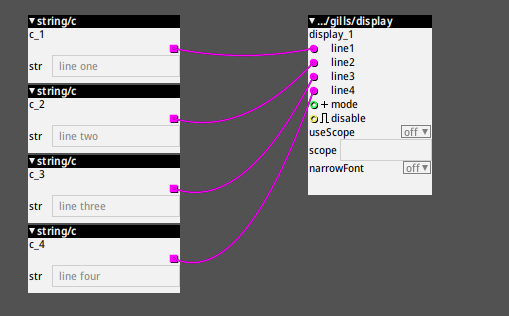 string/c
c_1
str line one
string/c
c_2
str line two
string/c
c_3
str line three
string/c
c_4
str line four
.../gills/display
display_1
line1
line2
line3
line4
+ mode
disable
useScope off
scope
narrowFont off